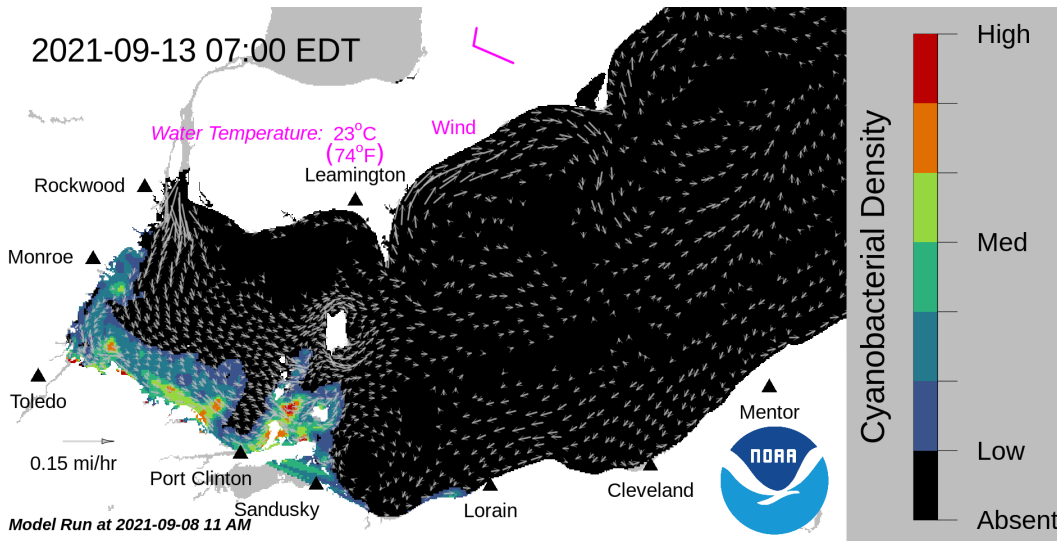 2021-09-13 07:00 EDT
High
Water Temperature: 23°C
(74°F)
Wind
Leamington
Rockwood
Monroe
Med
Cyanobacterial Density
Toledo
Mentor
0.15 mi/hr
Port Clinton
NOAA
Low
Cleveland
Sandusky
Lorain
Model Run at 2021-09-08 11 AM
Absent